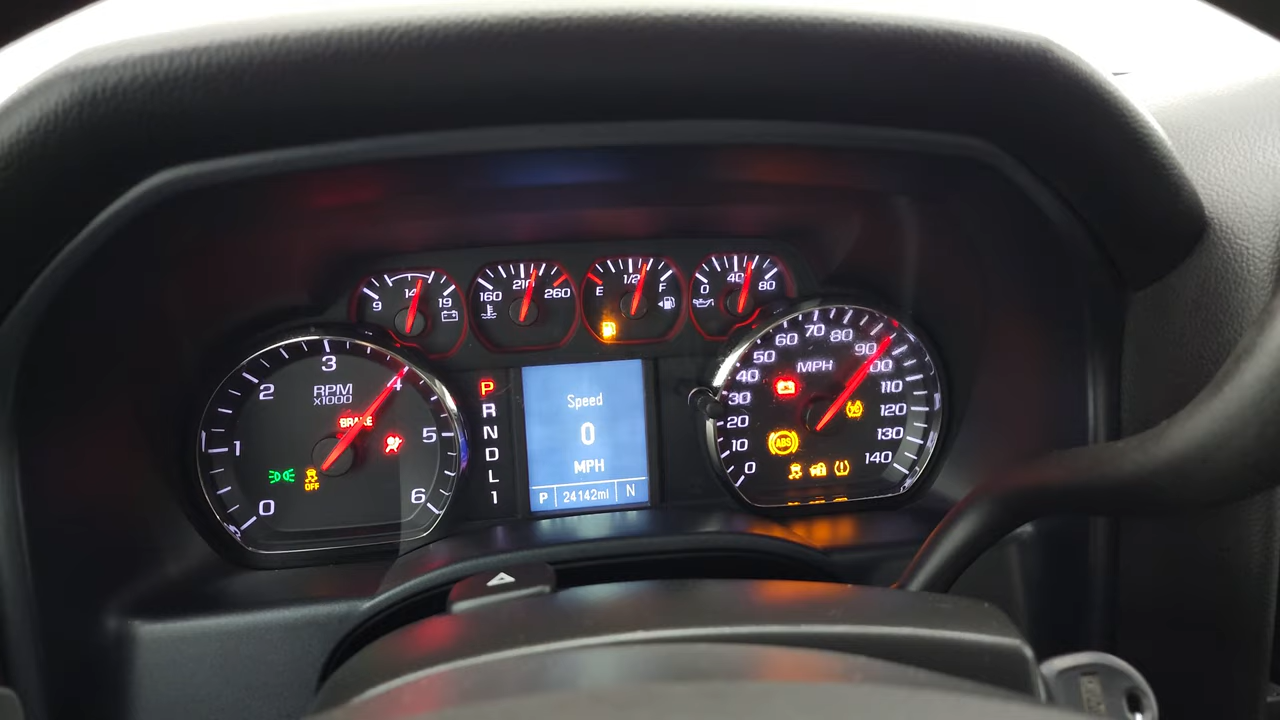 9 14 19
160 210 260
E 1/2 F
0 40 80
0 1 2 3 4 5 6
RPM
x1000
BRAKE
OFF
P
R
N
D
L
1
Speed
0
MPH
P 24142mi N
0 10 20 30 40 50 60 70 80 90 100 110 120 130 140
MPH
ABS